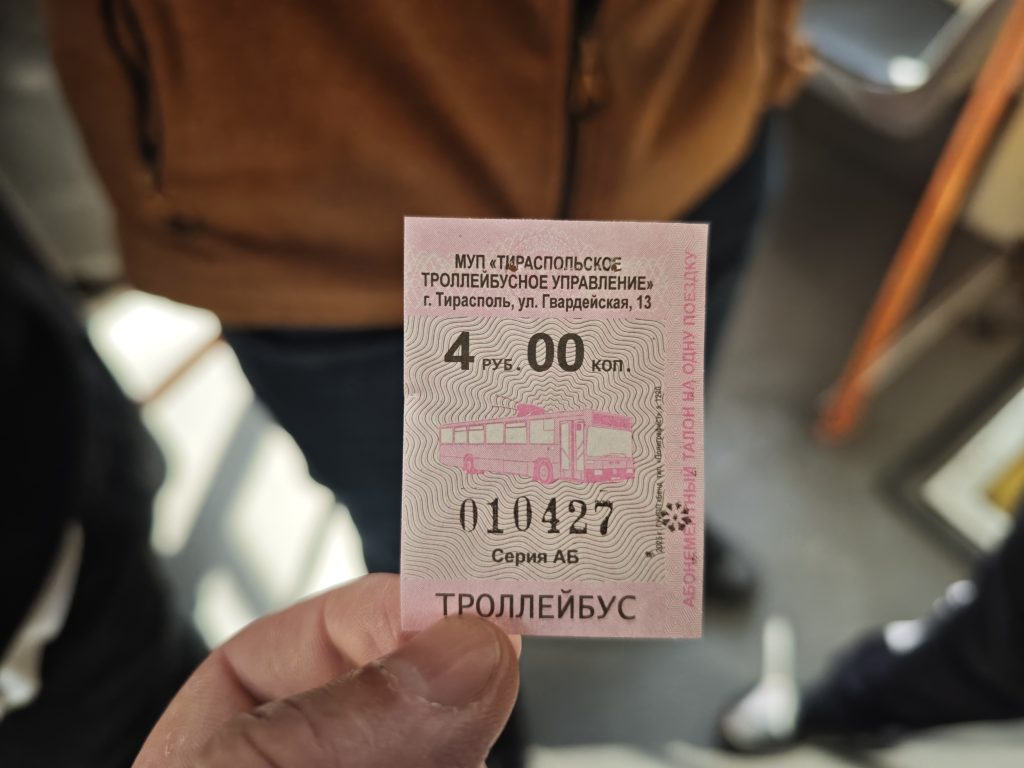 МУП «ТИРАСПОЛЬСКОЕ
ТРОЛЛЕЙБУСНОЕ УПРАВЛЕНИЕ»
г. Тирасполь, ул. Гвардейская, 13
4 РУБ. 00 КОП.
010427
Серия АБ
ТРОЛЛЕЙБУС
АБОНЕМЕНТНЫЙ ТАЛОН НА ОДНУ ПОЕЗДКУ